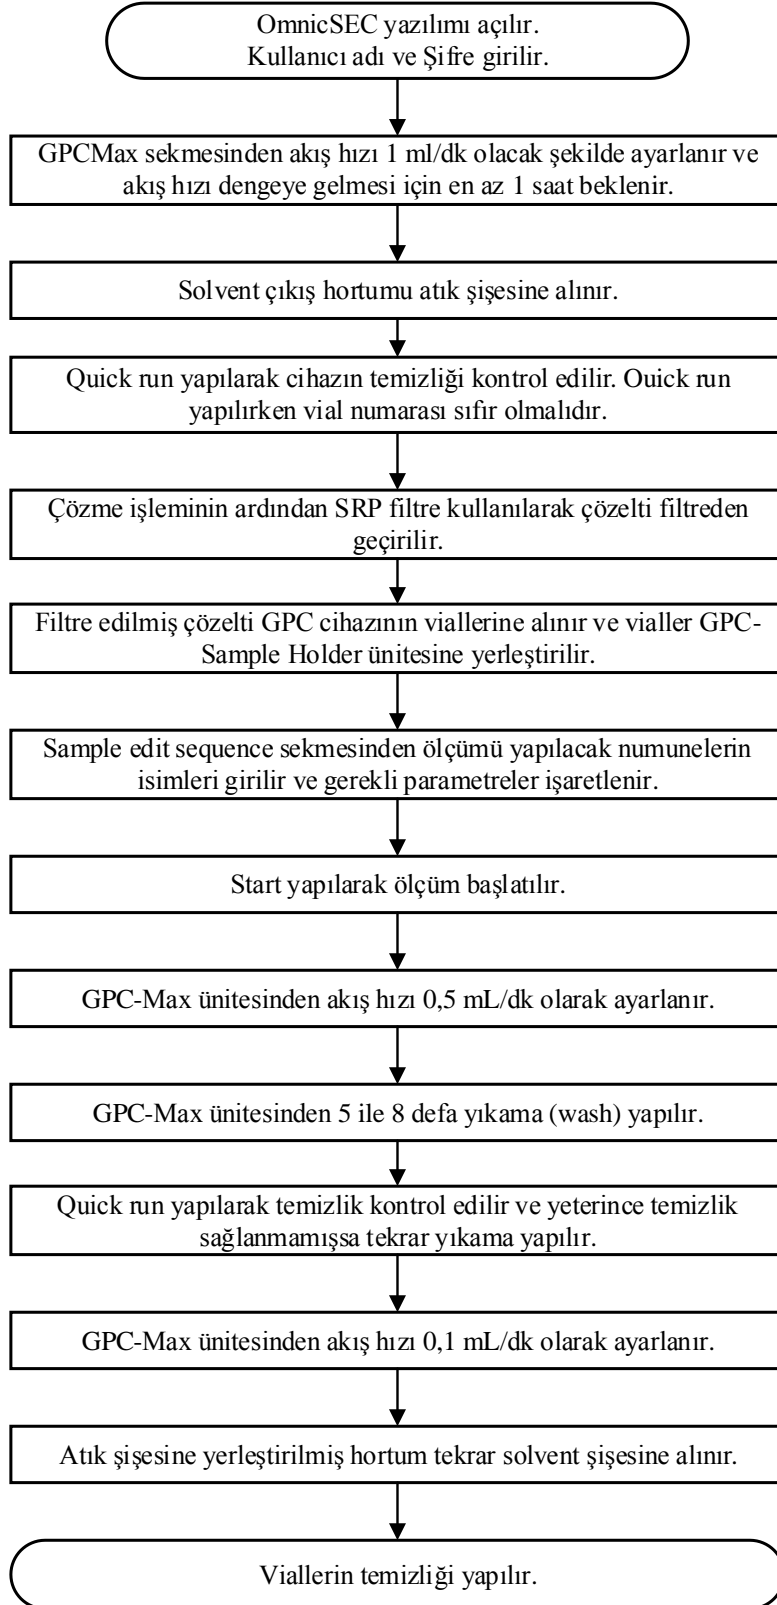 OmnicSEC yazılımı açılır.
Kullanıcı adı ve Şifre girilir.
GPCMax sekmesinden akış hızı 1 ml/dk olacak şekilde ayarlanır ve
akış hızı dengeye gelmesi için en az 1 saat beklenir.
Solvent çıkış hortumu atık şişesine alınır.
Quick run yapılarak cihazın temizliği kontrol edilir. Ouick run
yapılırken vial numarası sıfır olmalıdır.
Çözme işleminin ardından SRP filtre kullanılarak çözelti filtreden
geçirilir.
Filtre edilmiş çözelti GPC cihazının viallerine alınır ve vialler GPC-
Sample Holder ünitesine yerleştirilir.
Sample edit sequence sekmesinden ölçümü yapılacak numunelerin
isimleri girilir ve gerekli parametreler işaretlenir.
Start yapılarak ölçüm başlatılır.
GPC-Max ünitesinden akış hızı 0,5 mL/dk olarak ayarlanır.
GPC-Max ünitesinden 5 ile 8 defa yıkama (wash) yapılır.
Quick run yapılarak temizlik kontrol edilir ve yeterince temizlik
sağlanmamışsa tekrar yıkama yapılır.
GPC-Max ünitesinden akış hızı 0,1 mL/dk olarak ayarlanır.
Atık şişesine yerleştirilmiş hortum tekrar solvent şişesine alınır.
Viallerin temizliği yapılır.